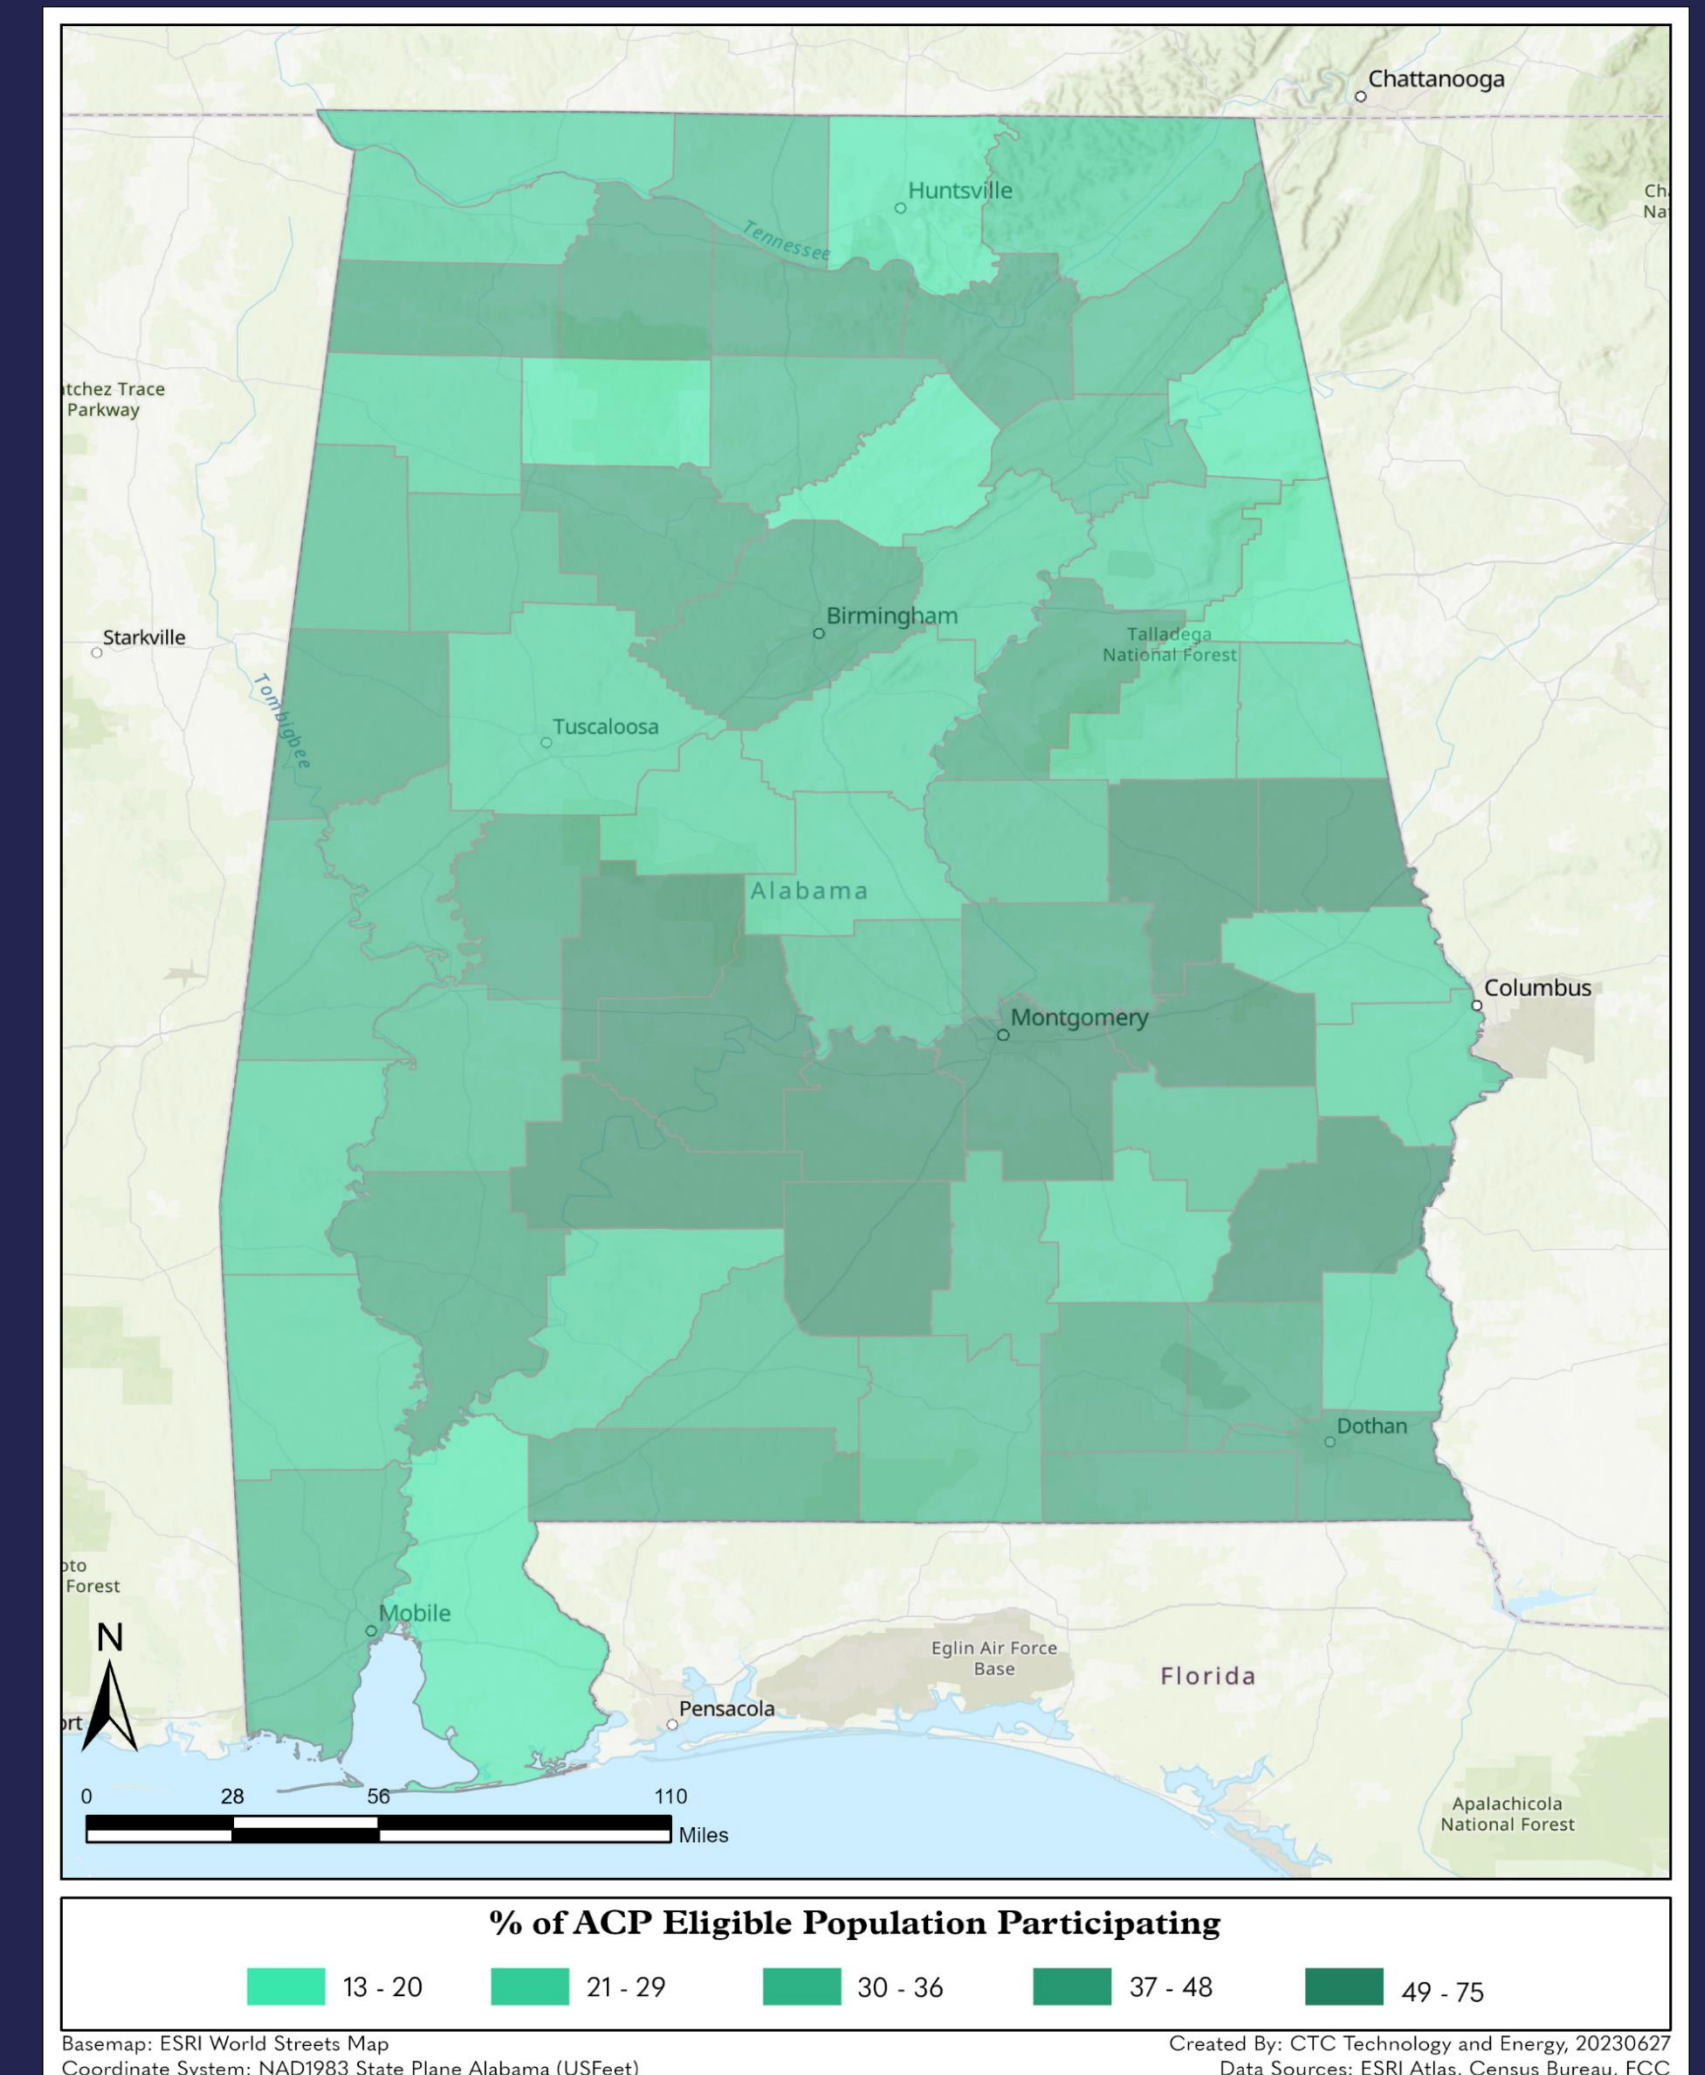 Chattanooga
Huntsville
Tennessee
Parkway
Birmingham
Talladega
National Forest
Starkville
Tombigbee
Tuscaloosa
Alabama
Columbus
Montgomery
Dothan
Forest
Mobile
N
Eglin Air Force
Base
Florida
Pensacola
0 28 56 110
Miles
Apalachicola
National Forest
% of ACP Eligible Population Participating
13 - 20 21 - 29 30 - 36 37 - 48 49 - 75
Basemap: ESRI World Streets Map Created By: CTC Technology and Energy, 20230627
Coordinate System: NAD1983 State Plane Alabama (USFeet) Data Sources: ESRI Atlas, Census Bureau, FCC